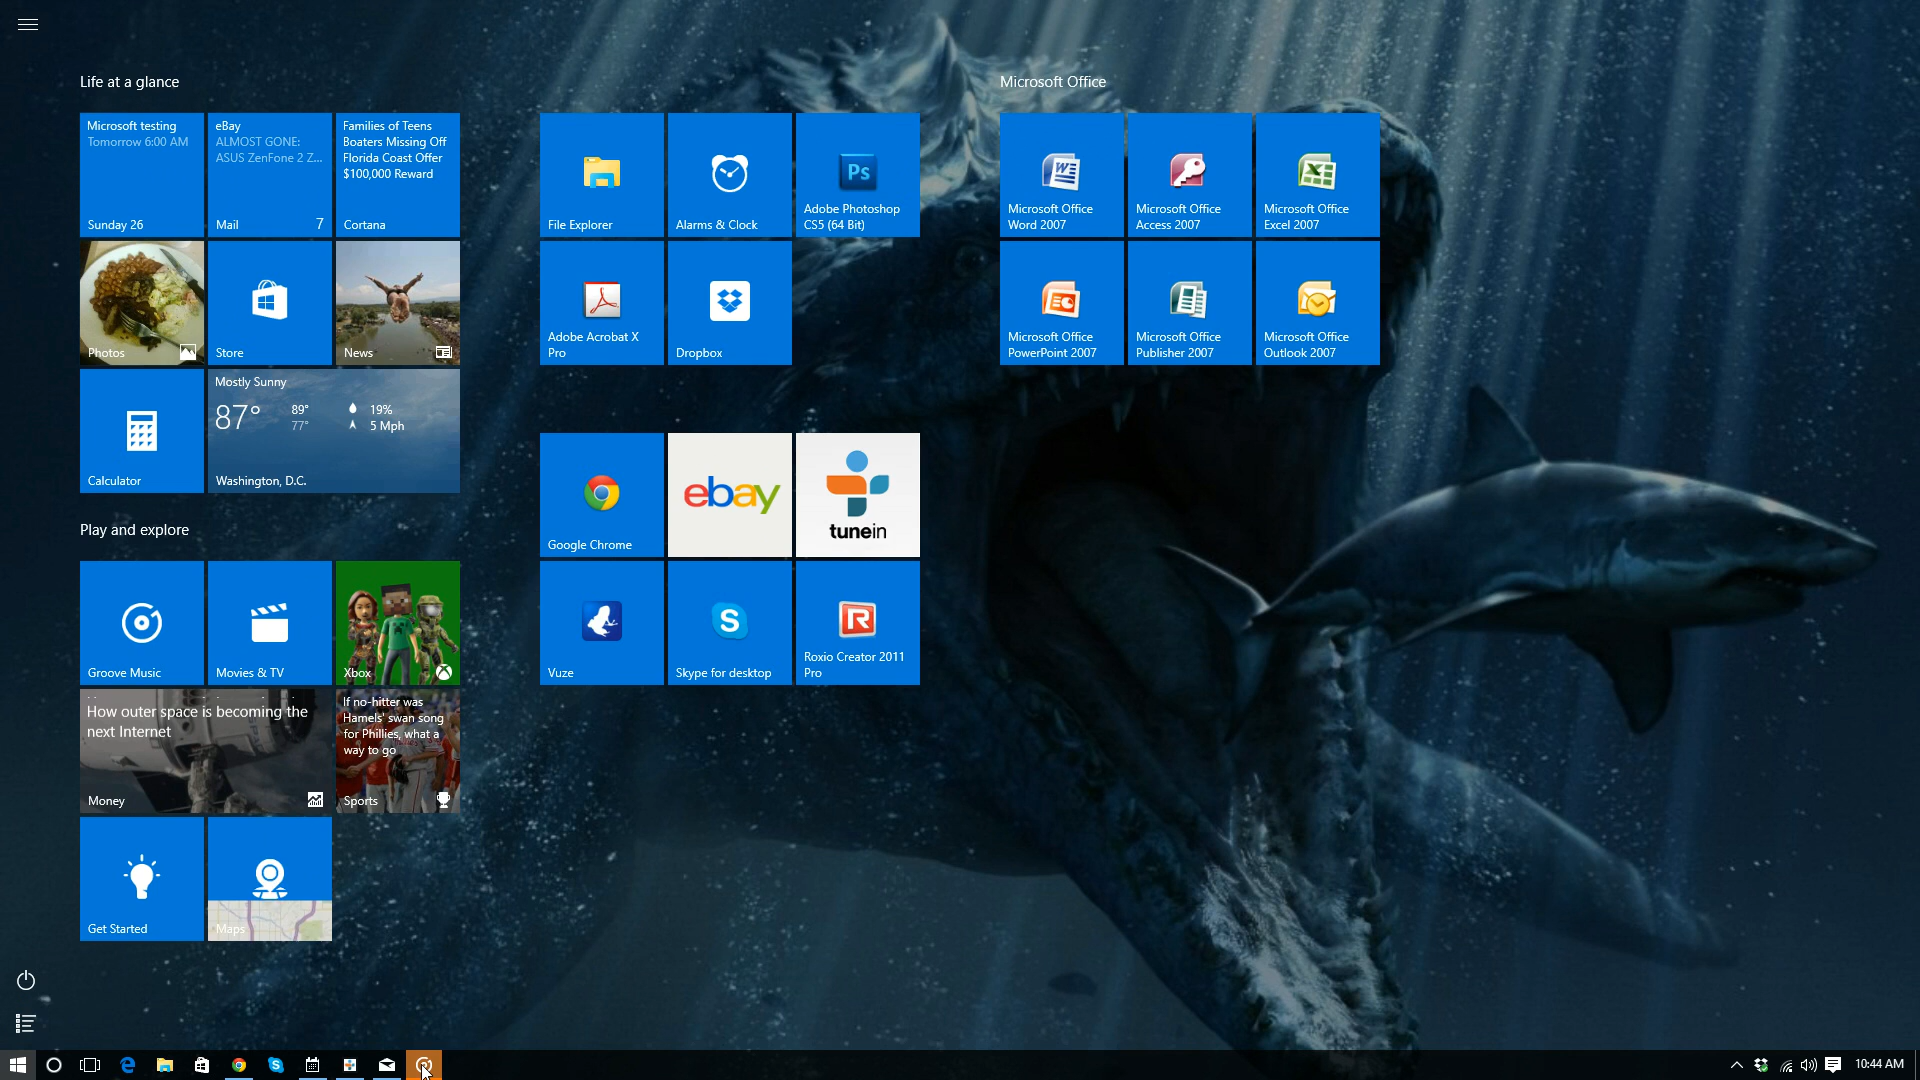 Life at a glance
Microsoft Office
Microsoft testing
Tomorrow 6:00 AM
Sunday 26
eBay
ALMOST GONE:
ASUS ZenFone 2 Z...
Mail 7
Families of Teens
Boaters Missing Off
Florida Coast Offer
$100,000 Reward
Cortana
File Explorer
Alarms & Clock
Ps
Adobe Photoshop
CS5 (64 Bit)
Microsoft Office
Word 2007
Microsoft Office
Access 2007
Microsoft Office
Excel 2007
Photos
Store
News
Adobe Acrobat X
Pro
Dropbox
Microsoft Office
PowerPoint 2007
Microsoft Office
Publisher 2007
Microsoft Office
Outlook 2007
Calculator
Mostly Sunny
87° 89° 19%
77° 5 Mph
Washington, D.C.
Google Chrome
ebay
tunein
Play and explore
Groove Music
Movies & TV
Xbox
Vuze
Skype for desktop
Roxio Creator 2011
Pro
How outer space is becoming the
next Internet
Money
If no-hitter was
Hamels' swan song
for Phillies, what a
way to go
Sports
Get Started
Maps
10:44 AM